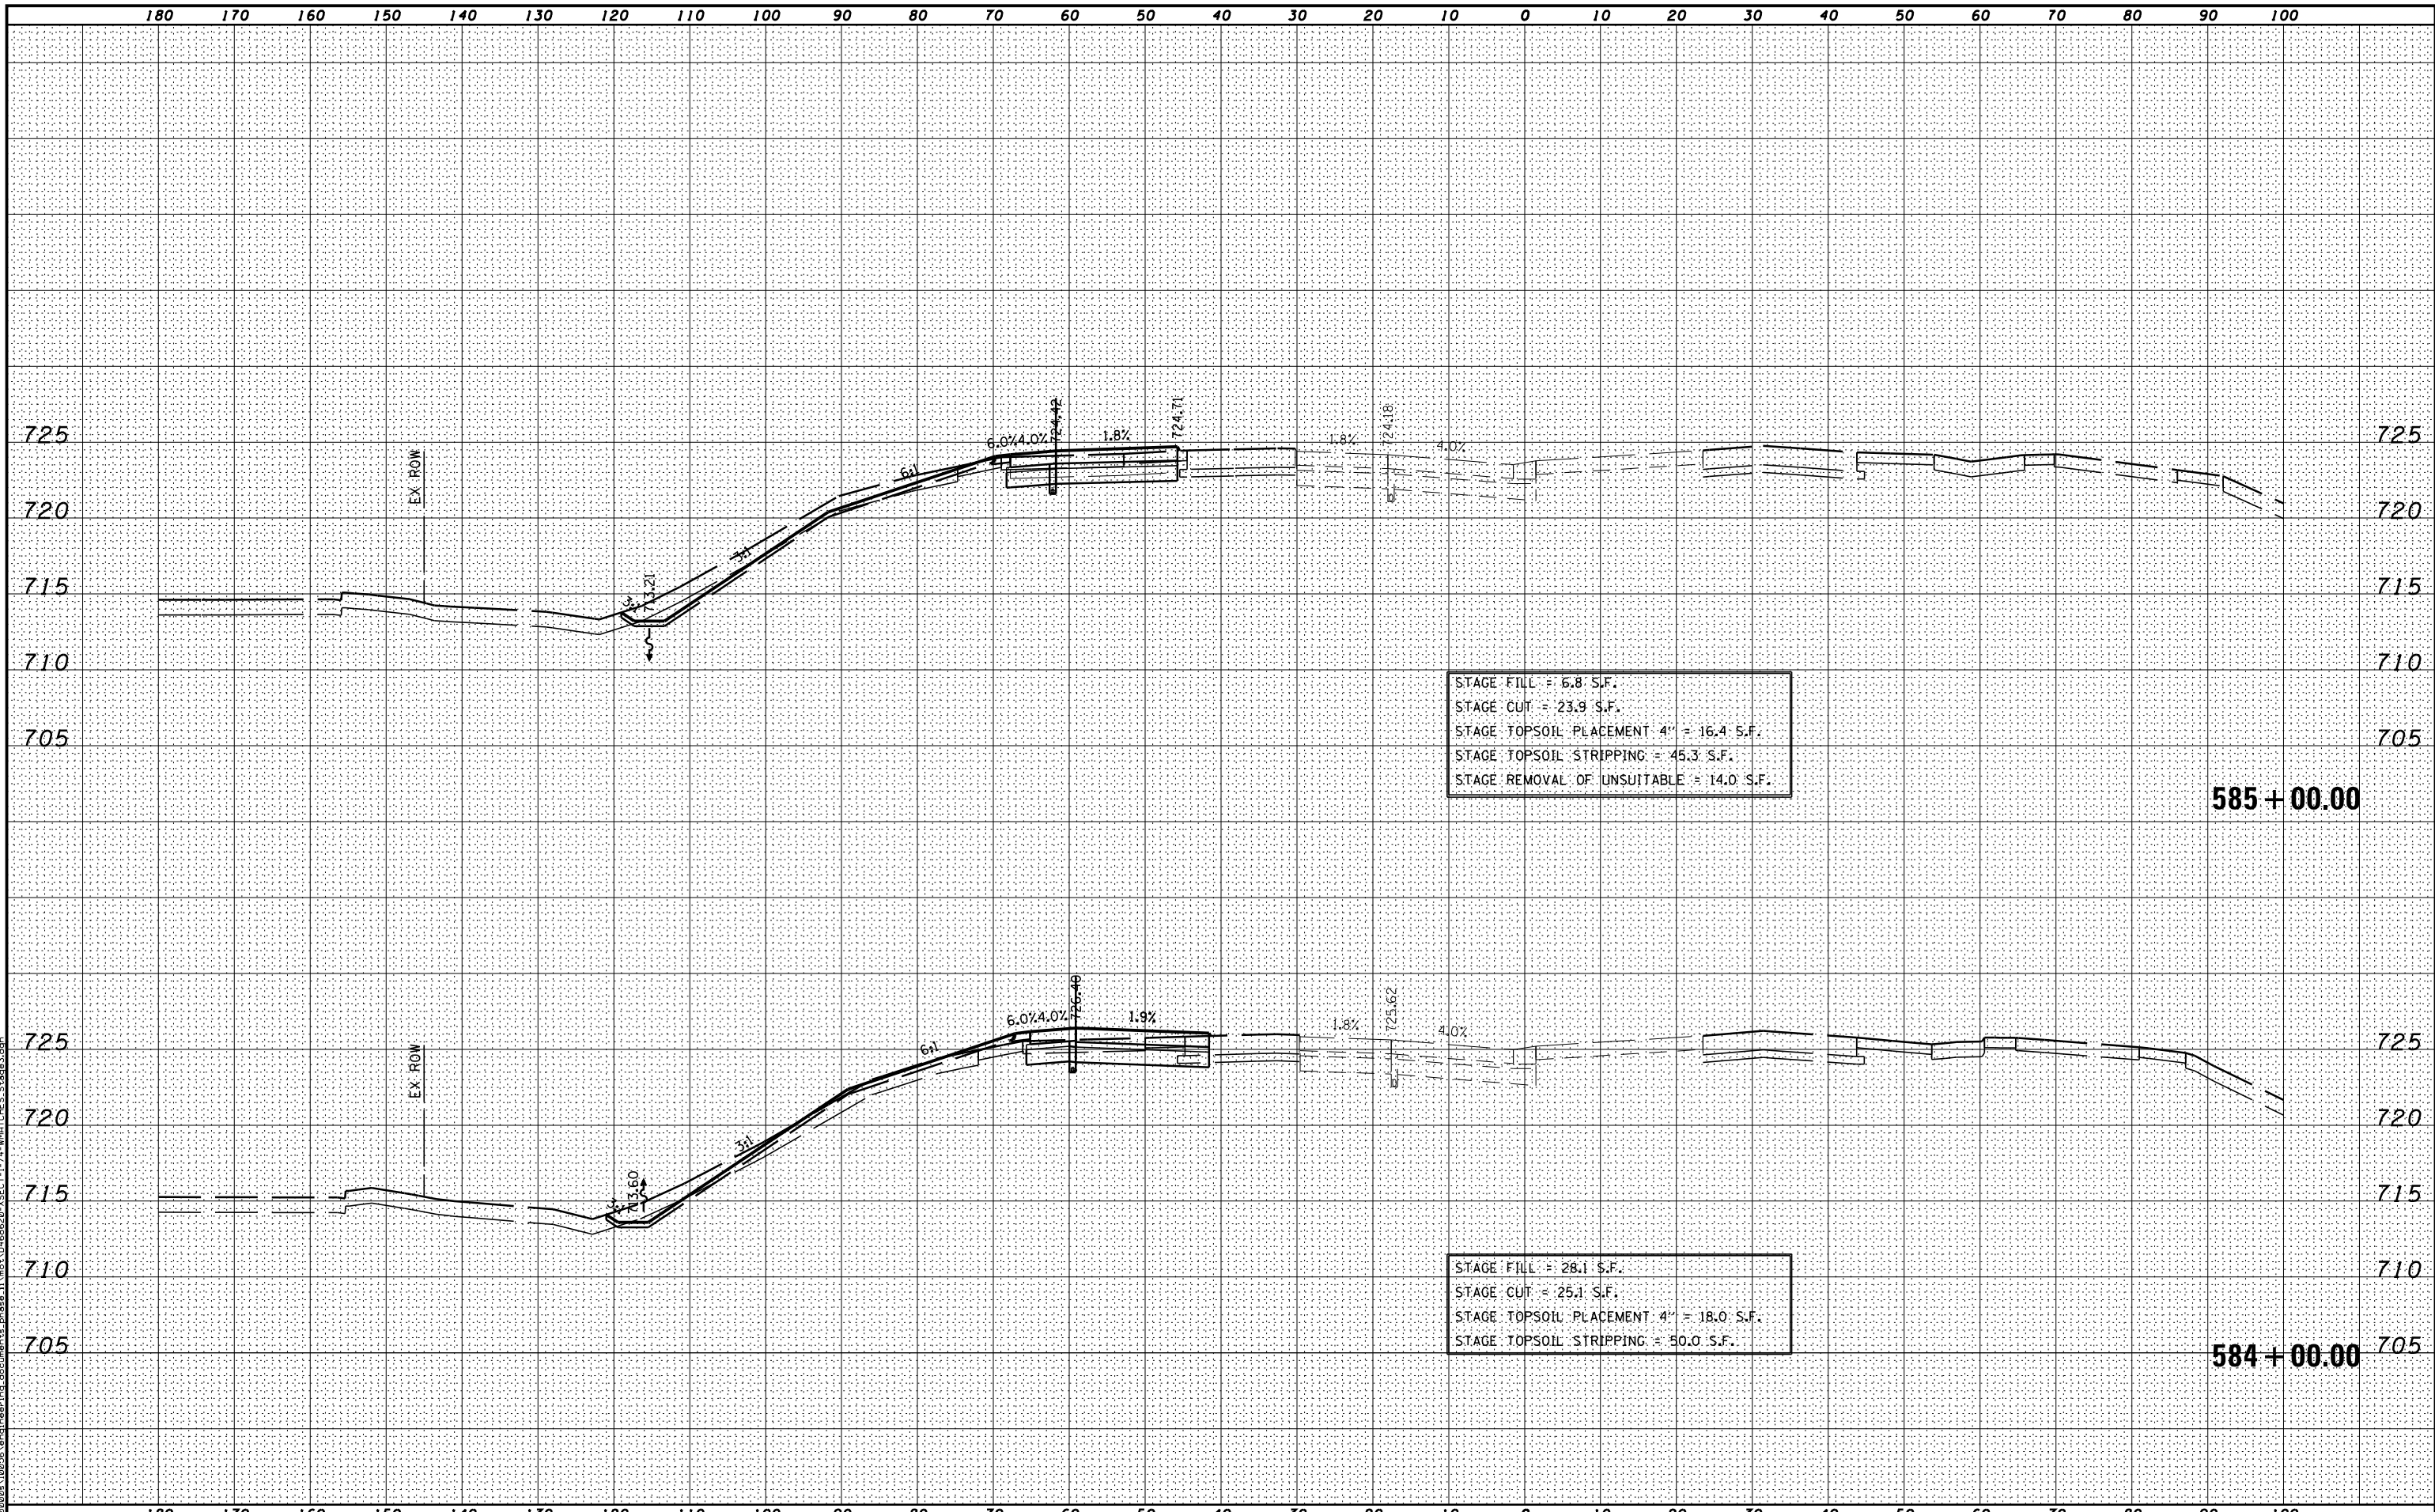 180 170 160 150 140 130 120 110 100 90 80 70 60 50 40 30 20 10 0 10 20 30 40 50 60 70 80 90 100
724.42 724.71 724.18
725 6.0% 4.0% 1.8% 1.8% 4.0% 725
EX ROW
6:1
720 720
3:1
715 713.21 715
710 710
STAGE FILL = 6.8 S.F.
STAGE CUT = 23.9 S.F.
STAGE TOPSOIL PLACEMENT 4" = 16.4 S.F.
STAGE TOPSOIL STRIPPING = 45.3 S.F.
STAGE REMOVAL OF UNSUITABLE = 14.0 S.F.
705 705
585+00.00
726.40 725.62
6.0% 4.0% 1.9% 1.8% 4.0%
725 725
EX ROW
6:1
720 720
3:1
713.60
715 715
710 710
STAGE FILL = 28.1 S.F.
STAGE CUT = 25.1 S.F.
STAGE TOPSOIL PLACEMENT 4" = 18.0 S.F.
STAGE TOPSOIL STRIPPING = 50.0 S.F.
705 705
584+00.00